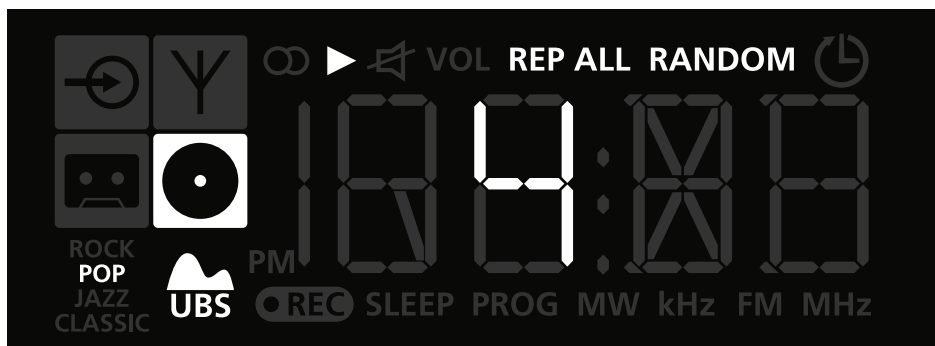 VOL REP ALL RANDOM
4
ROCK
POP
JAZZ
CLASSIC
UBS
PM
REC SLEEP PROG MW kHz FM MHz